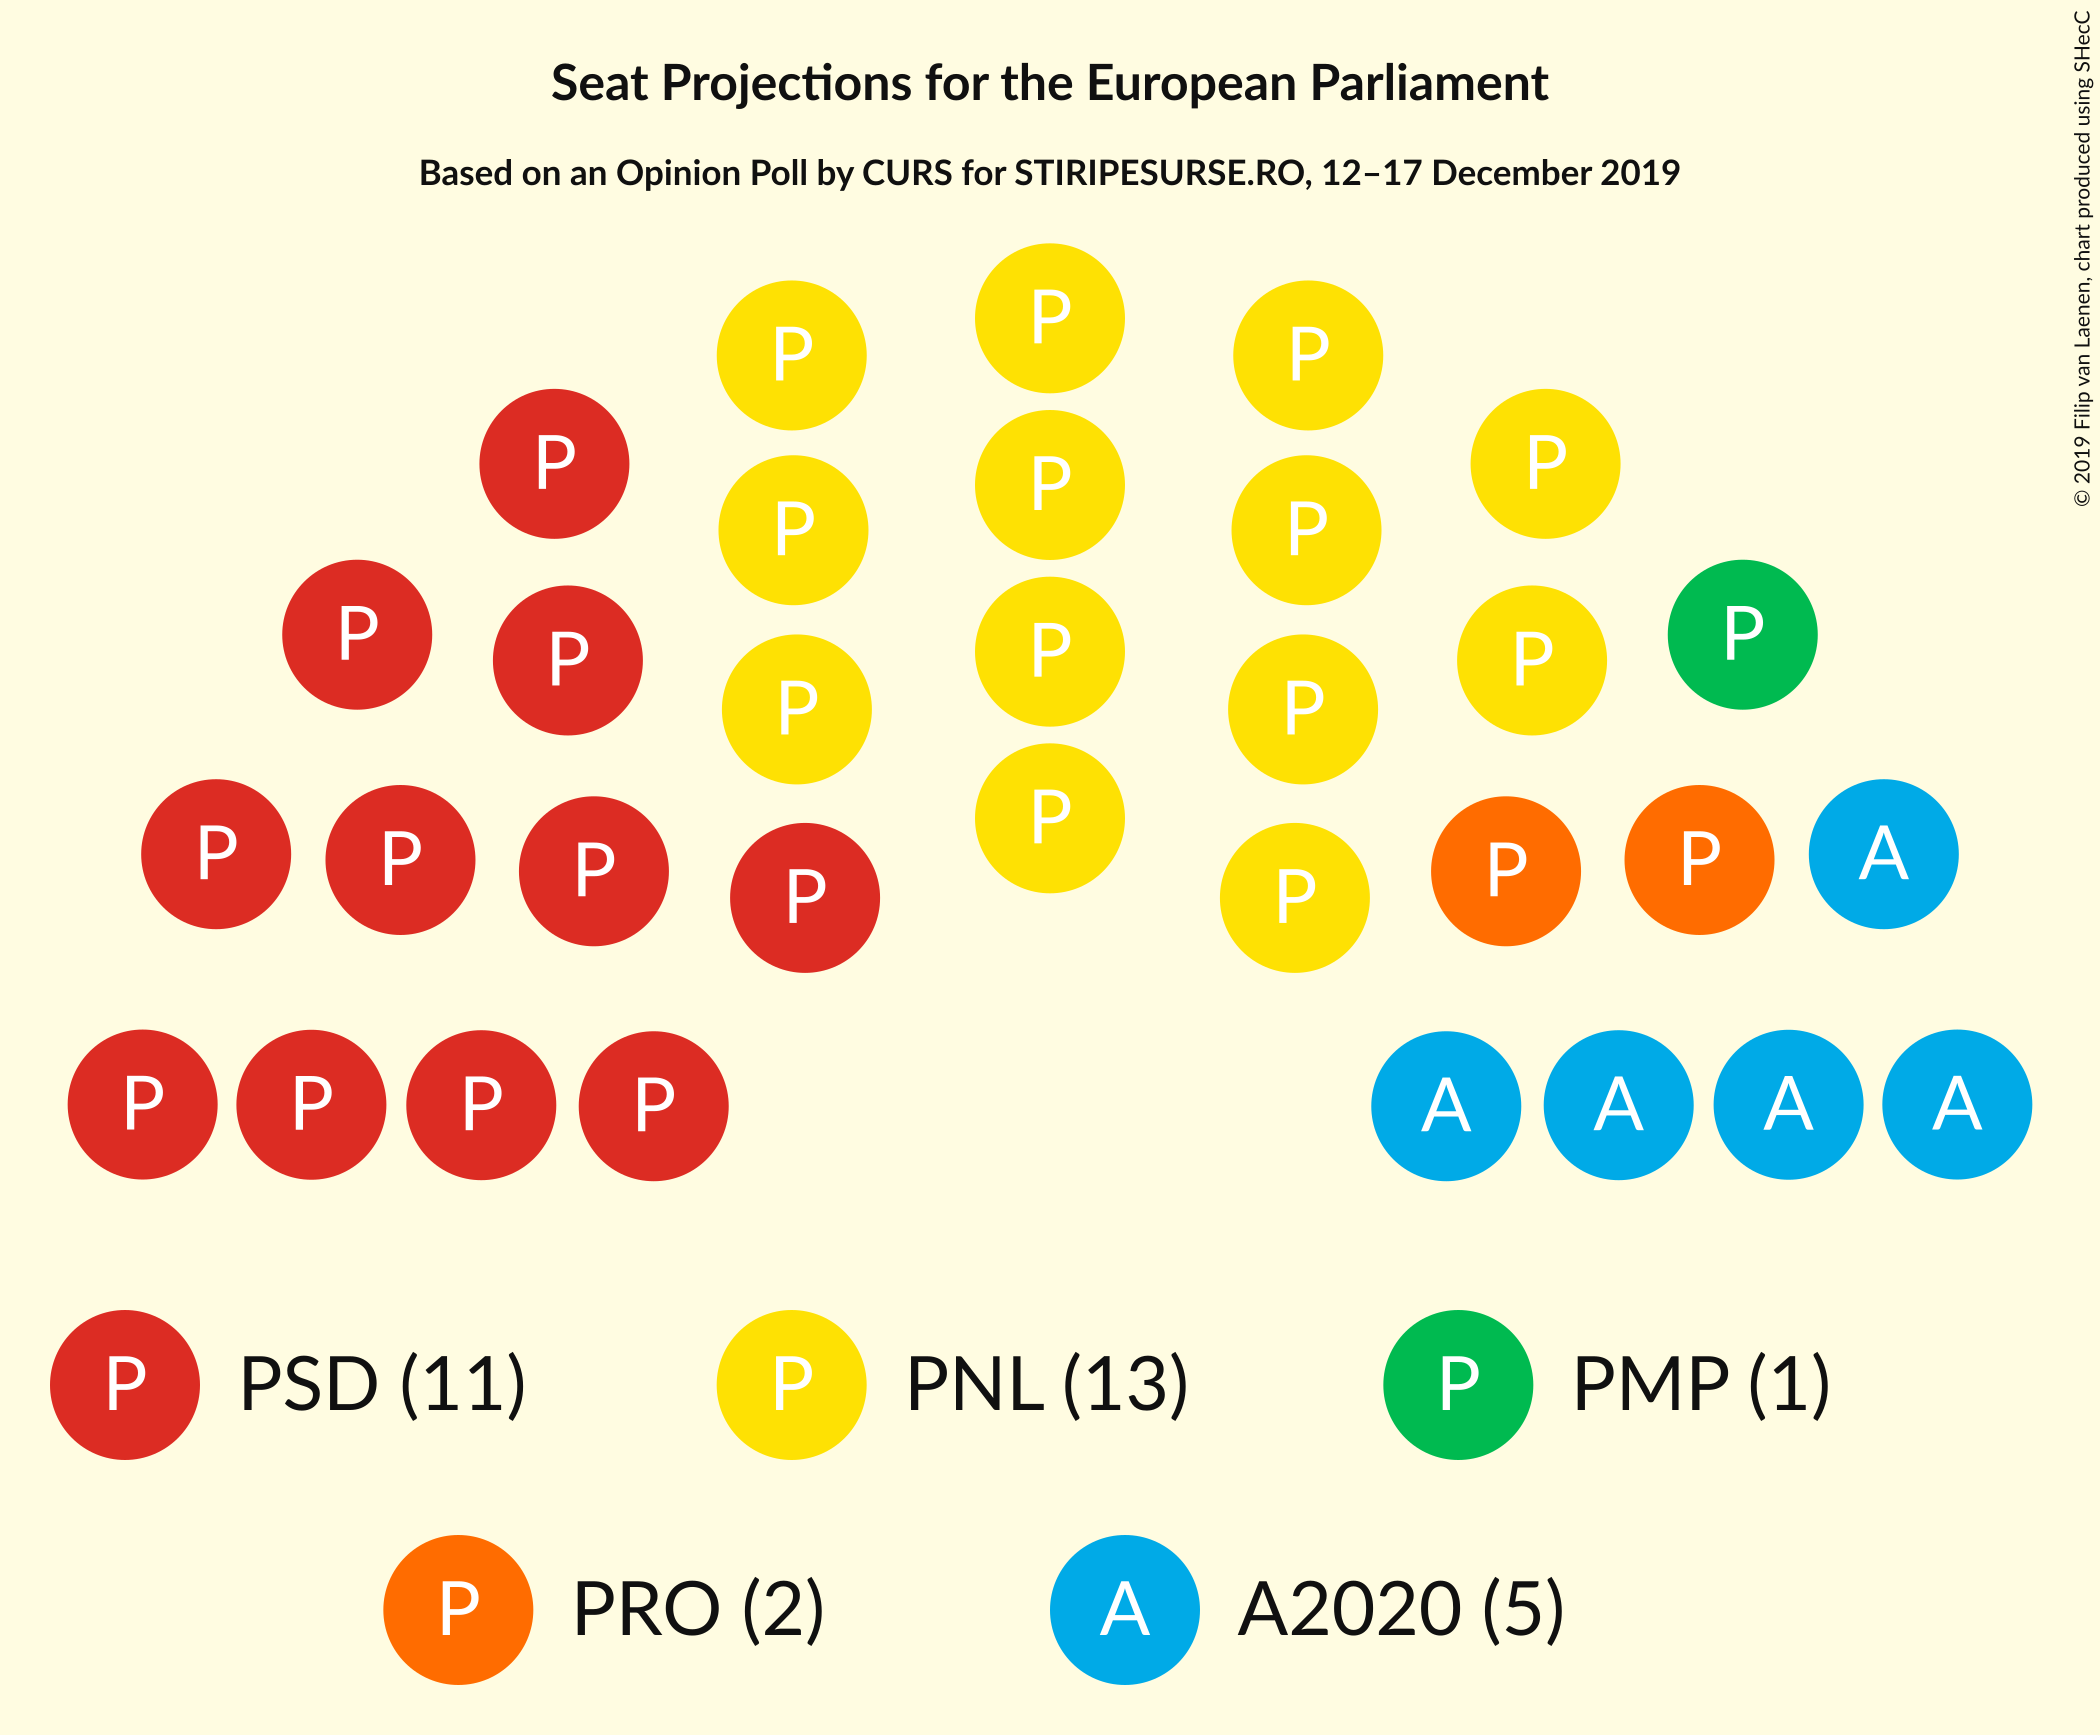 Seat Projections for the European Parliament
Based on an Opinion Poll by CURS for STIRIPESURSE.RO, 12–17 December 2019
© 2019 Filip van Laenen, chart produced using SHecC
P
P P
P P
P P P
P P
P P P
P P
P P
P P A
P P P
P P
P P P P
A A A A
P PSD (11)
P PNL (13)
P PMP (1)
P PRO (2)
A A2020 (5)